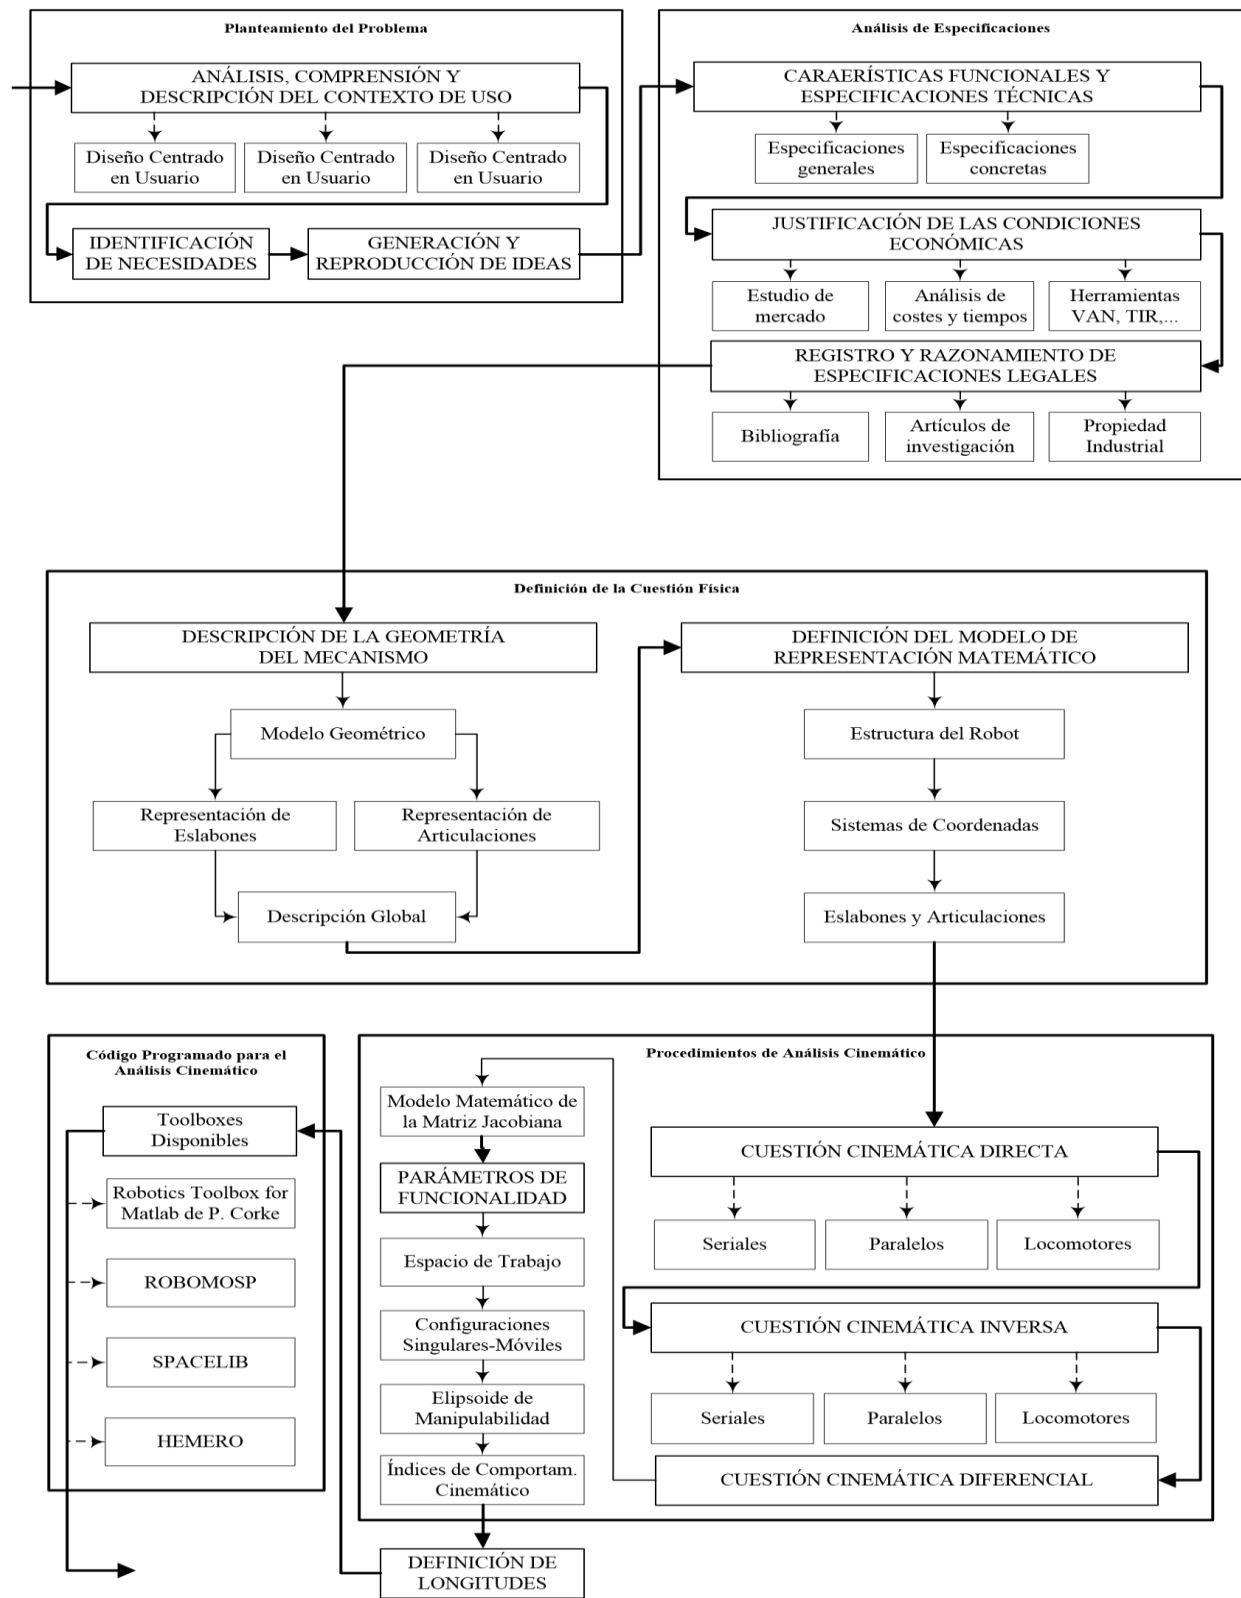 Planteamiento del Problema
ANÁLISIS, COMPRENSIÓN Y
DESCRIPCIÓN DEL CONTEXTO DE USO
Diseño Centrado
en Usuario
Diseño Centrado
en Usuario
Diseño Centrado
en Usuario
IDENTIFICACIÓN
DE NECESIDADES
GENERACIÓN Y
REPRODUCCIÓN DE IDEAS
Análisis de Especificaciones
CARAERÍSTICAS FUNCIONALES Y
ESPECIFICACIONES TÉCNICAS
Especificaciones
generales
Especificaciones
concretas
JUSTIFICACIÓN DE LAS CONDICIONES
ECONÓMICAS
Estudio de
mercado
Análisis de
costes y tiempos
Herramientas
VAN, TIR,...
REGISTRO Y RAZONAMIENTO DE
ESPECIFICACIONES LEGALES
Bibliografía
Artículos de
investigación
Propiedad
Industrial
Definición de la Cuestión Física
DESCRIPCIÓN DE LA GEOMETRÍA
DEL MECANISMO
Modelo Geométrico
Representación de
Eslabones
Representación de
Articulaciones
Descripción Global
DEFINICIÓN DEL MODELO DE
REPRESENTACIÓN MATEMÁTICO
Estructura del Robot
Sistemas de Coordenadas
Eslabones y Articulaciones
Procedimientos de Análisis Cinemático
CUESTIÓN CINEMÁTICA DIRECTA
Seriales
Paralelos
Locomotores
CUESTIÓN CINEMÁTICA INVERSA
Seriales
Paralelos
Locomotores
CUESTIÓN CINEMÁTICA DIFERENCIAL
Modelo Matemático de
la Matriz Jacobiana
PARÁMETROS DE
FUNCIONALIDAD
Espacio de Trabajo
Configuraciones
Singulares-Móviles
Elipsoide de
Manipulabilidad
Índices de Comportam.
Cinemático
DEFINICIÓN DE
LONGITUDES
Código Programado para el
Análisis Cinemático
Toolboxes
Disponibles
Robotics Toolbox for
Matlab de P. Corke
ROBOMOSP
SPACELIB
HEMERO